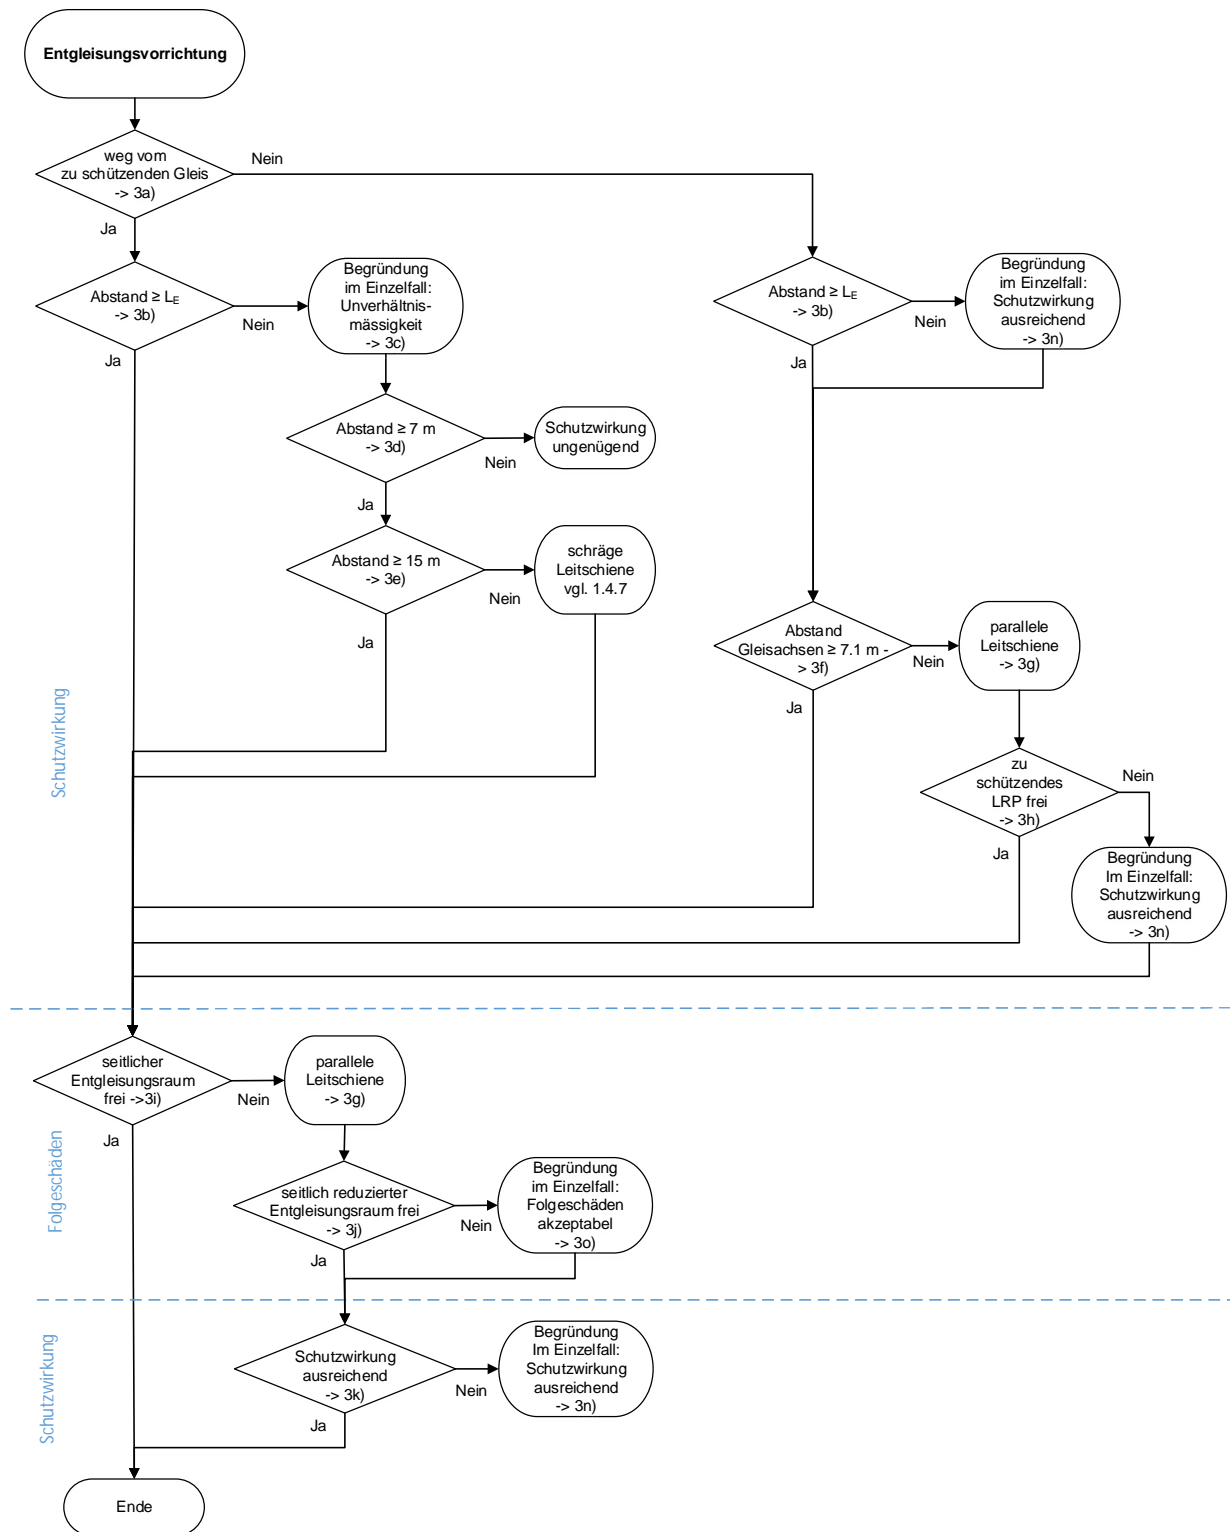 Entgleisungsvorrichtung
weg vom
zu schützenden Gleis
-> 3a)
Nein
Ja
Abstand ≥ LE
-> 3b)
Nein
Ja
Begründung
im Einzelfall:
Unverhältnis-
mässigkeit
-> 3c)
Abstand ≥ LE
-> 3b)
Nein
Ja
Begründung
im Einzelfall:
Schutzwirkung
ausreichend
-> 3n)
Abstand ≥ 7 m
-> 3d)
Nein
Ja
Schutzwirkung
ungenügend
Abstand ≥ 15 m
-> 3e)
Nein
Ja
schräge
Leitschiene
vgl. 1.4.7
Abstand
Gleisachsen ≥ 7.1 m -
> 3f)
Nein
Ja
parallele
Leitschiene
-> 3g)
zu
schützendes
LRP frei
-> 3h)
Nein
Ja
Begründung
Im Einzelfall:
Schutzwirkung
ausreichend
-> 3n)
Schutzwirkung
seitlicher
Entgleisungsraum
frei ->3i)
Nein
Ja
parallele
Leitschiene
-> 3g)
seitlich reduzierter
Entgleisungsraum frei
-> 3j)
Nein
Ja
Begründung
im Einzelfall:
Folgeschäden
akzeptabel
-> 3o)
Folgeschäden
Schutzwirkung
ausreichend
-> 3k)
Nein
Ja
Begründung
Im Einzelfall:
Schutzwirkung
ausreichend
-> 3n)
Schutzwirkung
Ende